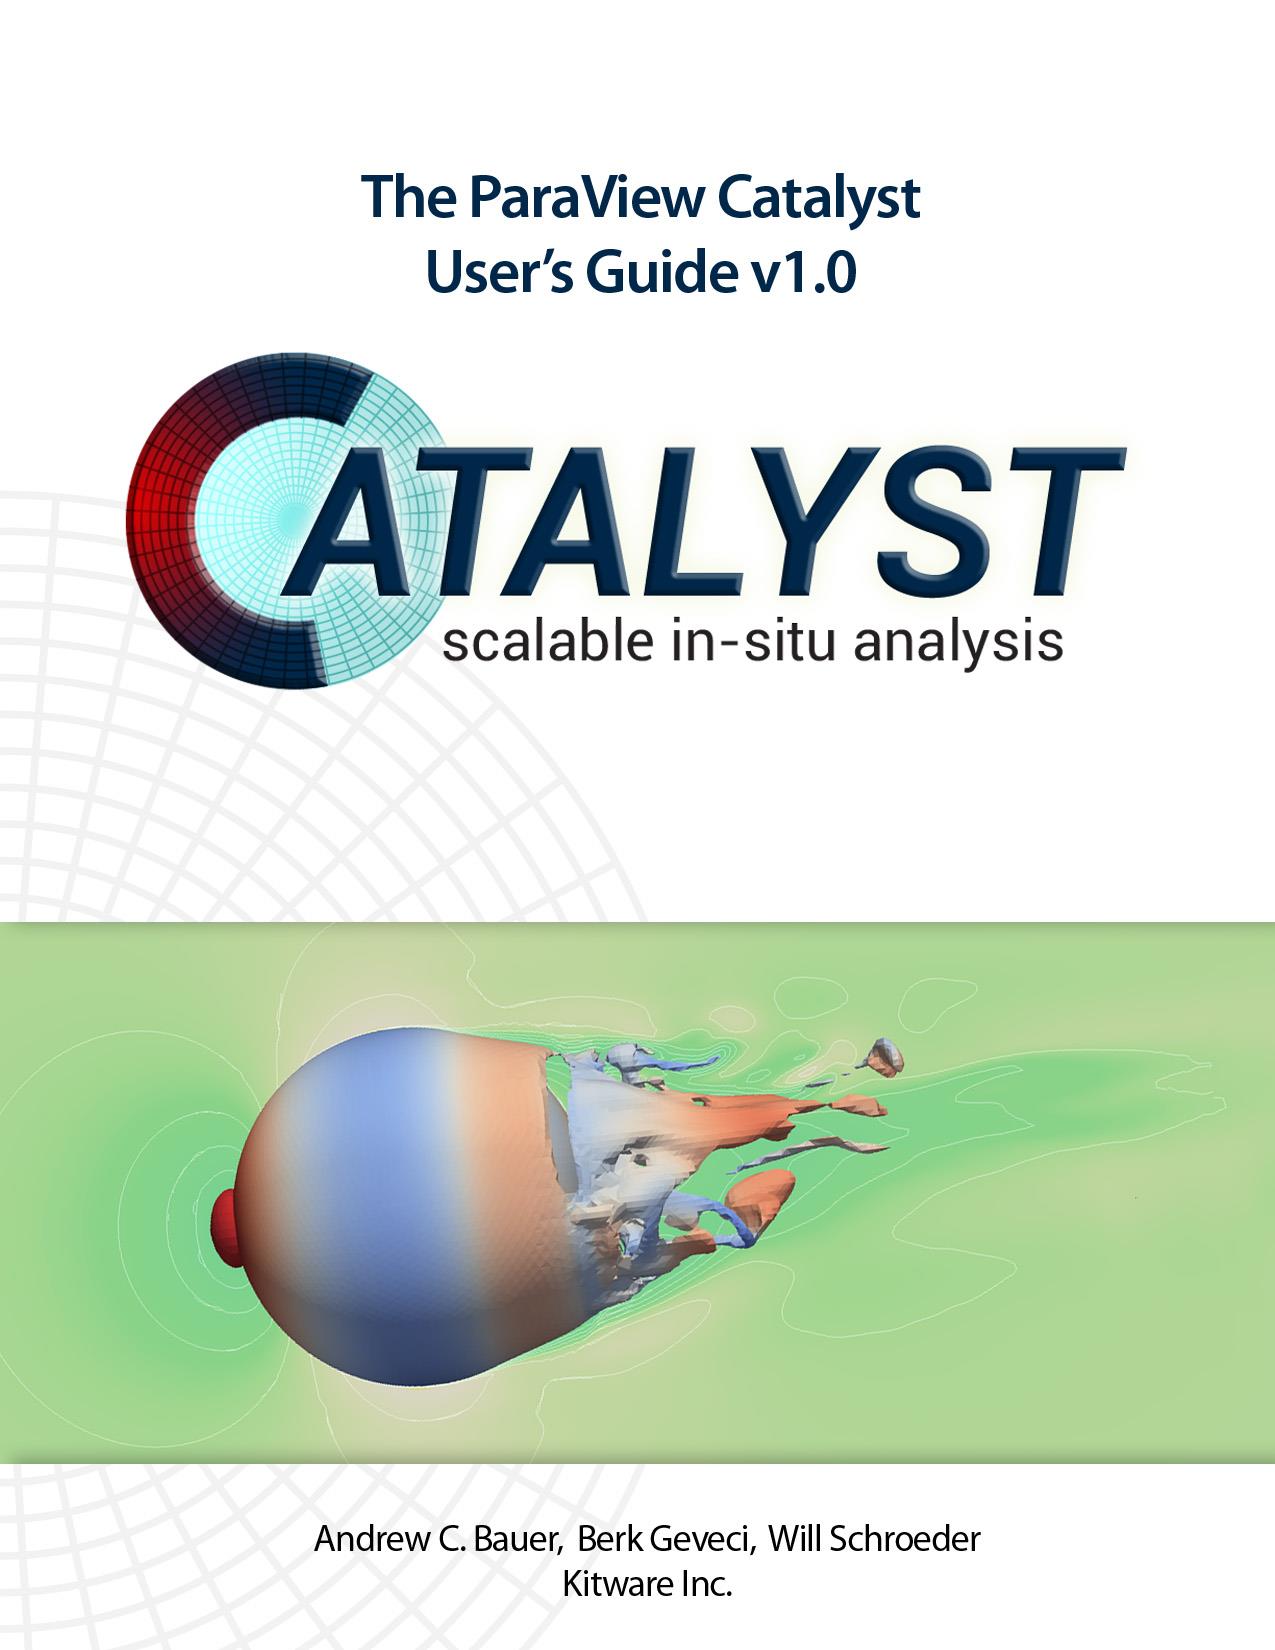 The ParaView Catalyst
User’s Guide v1.0
CATALYST
scalable in-situ analysis
Andrew C. Bauer, Berk Geveci, Will Schroeder
Kitware Inc.